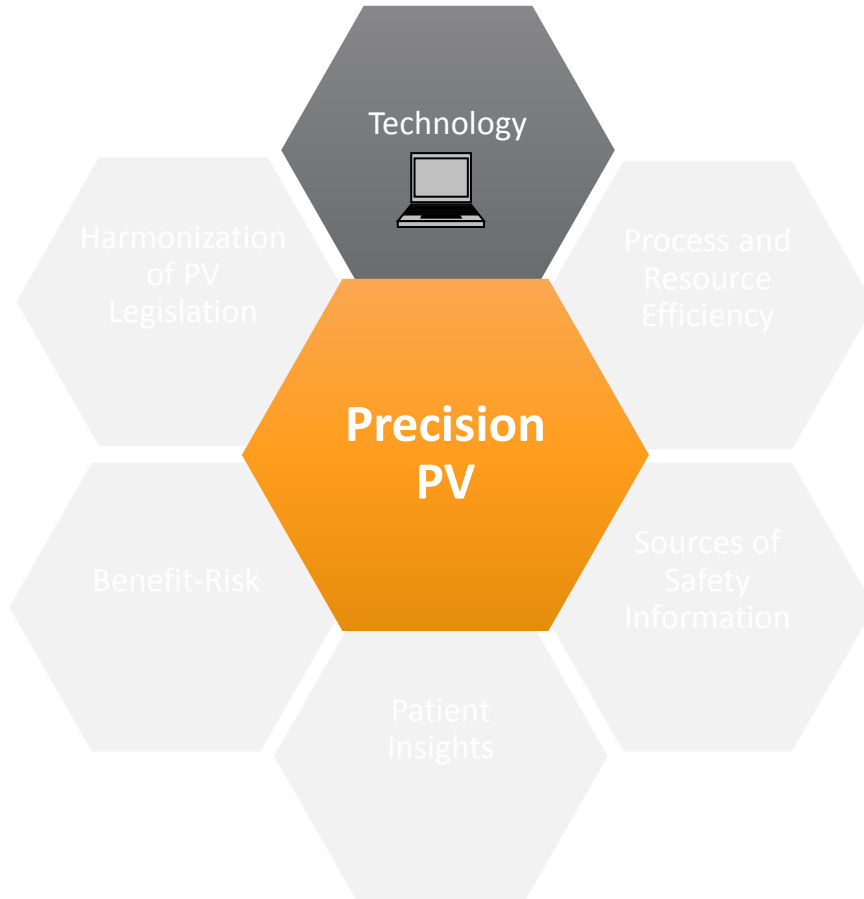 Technology
Harmonization
of PV
Legislation
Process and
Resource
Efficiency
Precision
PV
Benefit-Risk
Sources of
Safety
Information
Patient
Insights